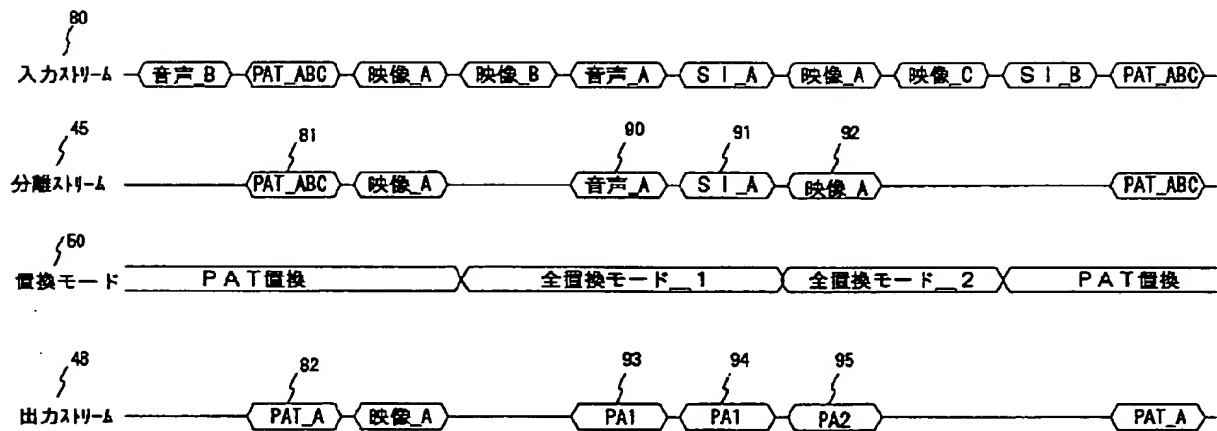 80
入力ストリーム 音声_B PAT_ABC 映像_A 映像_B 音声_A SI_A 映像_A 映像_C SI_B PAT_ABC
45 81 90 91 92
分離ストリーム PAT_ABC 映像_A 音声_A SI_A 映像_A PAT_ABC
50
置換モード PAT置換 全置換モード_1 全置換モード_2 PAT置換
48 82 93 94 95
出力ストリーム PAT_A 映像_A PA1 PA1 PA2 PAT_A